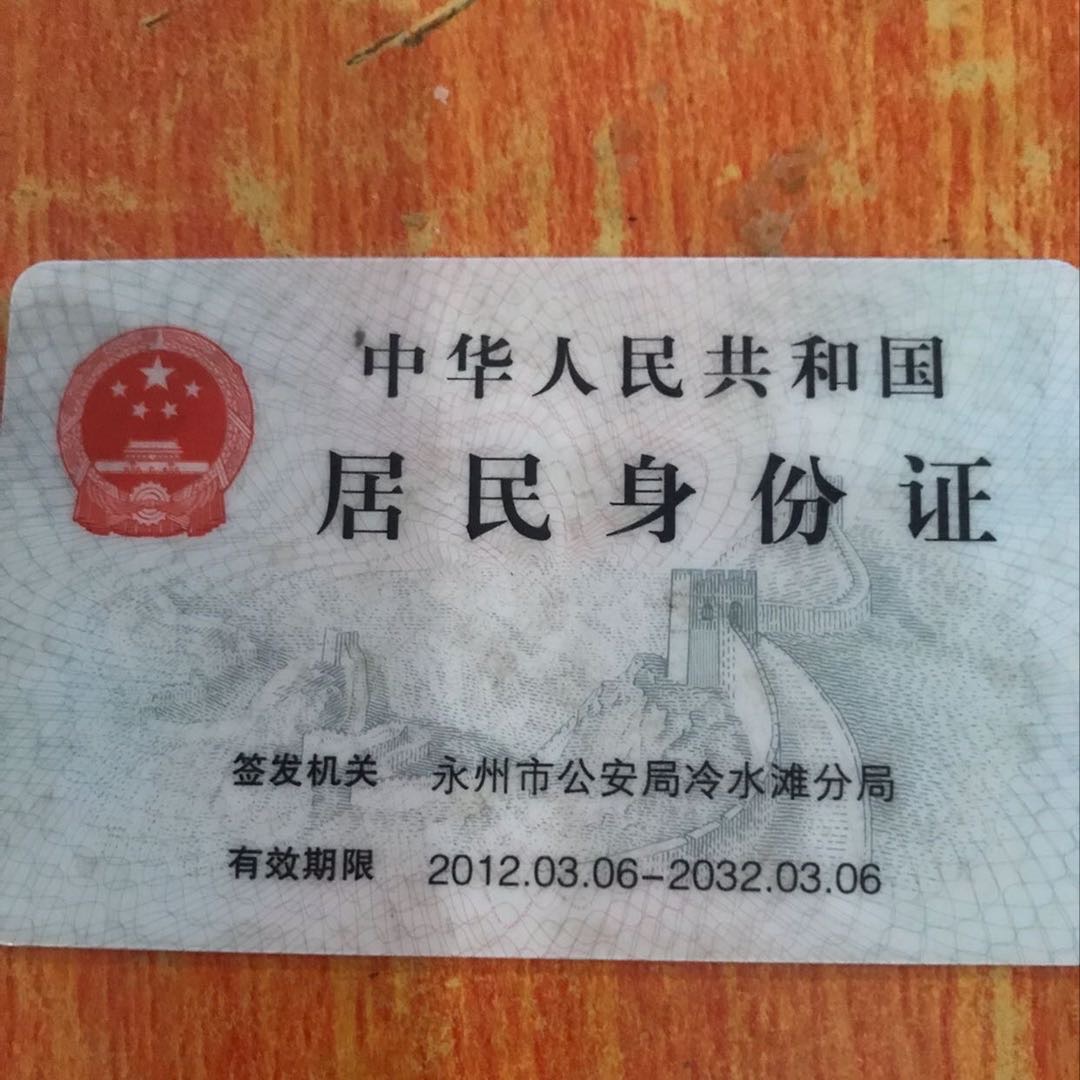 中华人民共和国
居民身份证
签发机关 永州市公安局冷水滩分局
有效期限 2012.03.06-2032.03.06